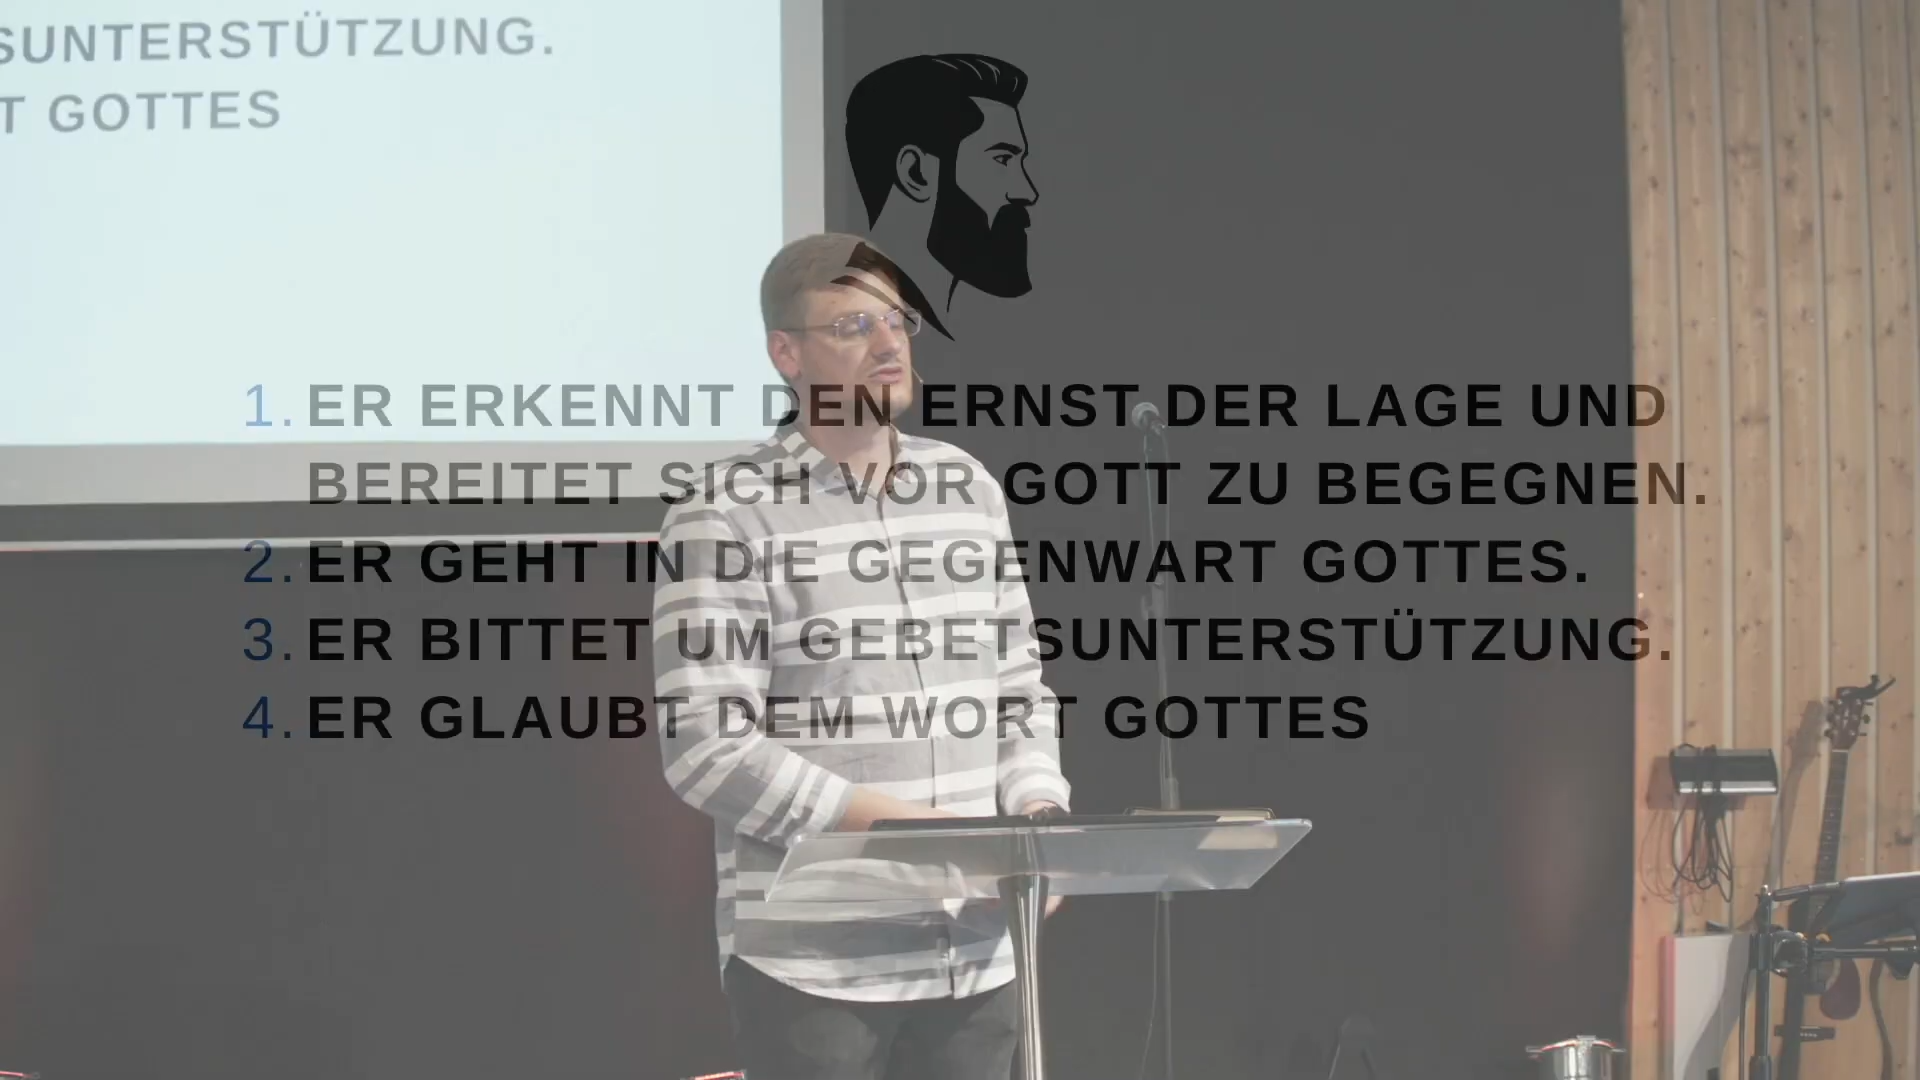 SUNTERSTÜTZUNG.
T GOTTES
1. ER ERKENNT DEN ERNST DER LAGE UND
BEREITET SICH VOR GOTT ZU BEGEGNEN.
2. ER GEHT IN DIE GEGENWART GOTTES.
3. ER BITTET UM GEBETSUNTERSTÜTZUNG.
4. ER GLAUBT DEM WORT GOTTES